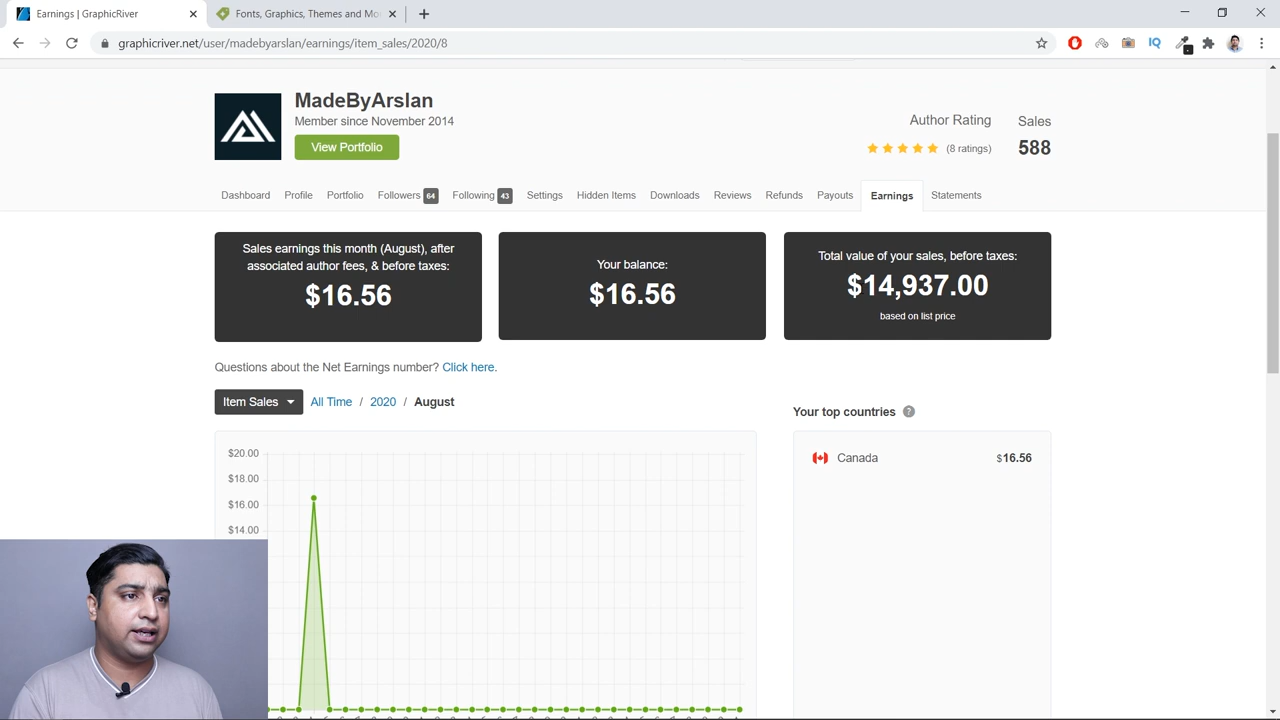 Earnings | GraphicRiver
Fonts, Graphics, Themes and Mo
graphicriver.net/user/madebyarslan/earnings/item_sales/2020/8
MadeByArslan
Member since November 2014
View Portfolio
Author Rating
(8 ratings)
Sales
588
Dashboard Profile Portfolio Followers 64 Following 43 Settings Hidden Items Downloads Reviews Refunds Payouts Earnings Statements
Sales earnings this month (August), after
associated author fees, & before taxes:
$16.56
Your balance:
$16.56
Total value of your sales, before taxes:
$14,937.00
based on list price
Questions about the Net Earnings number? Click here.
Item Sales All Time / 2020 / August
Your top countries ?
Canada $16.56
$20.00
$18.00
$16.00
$14.00